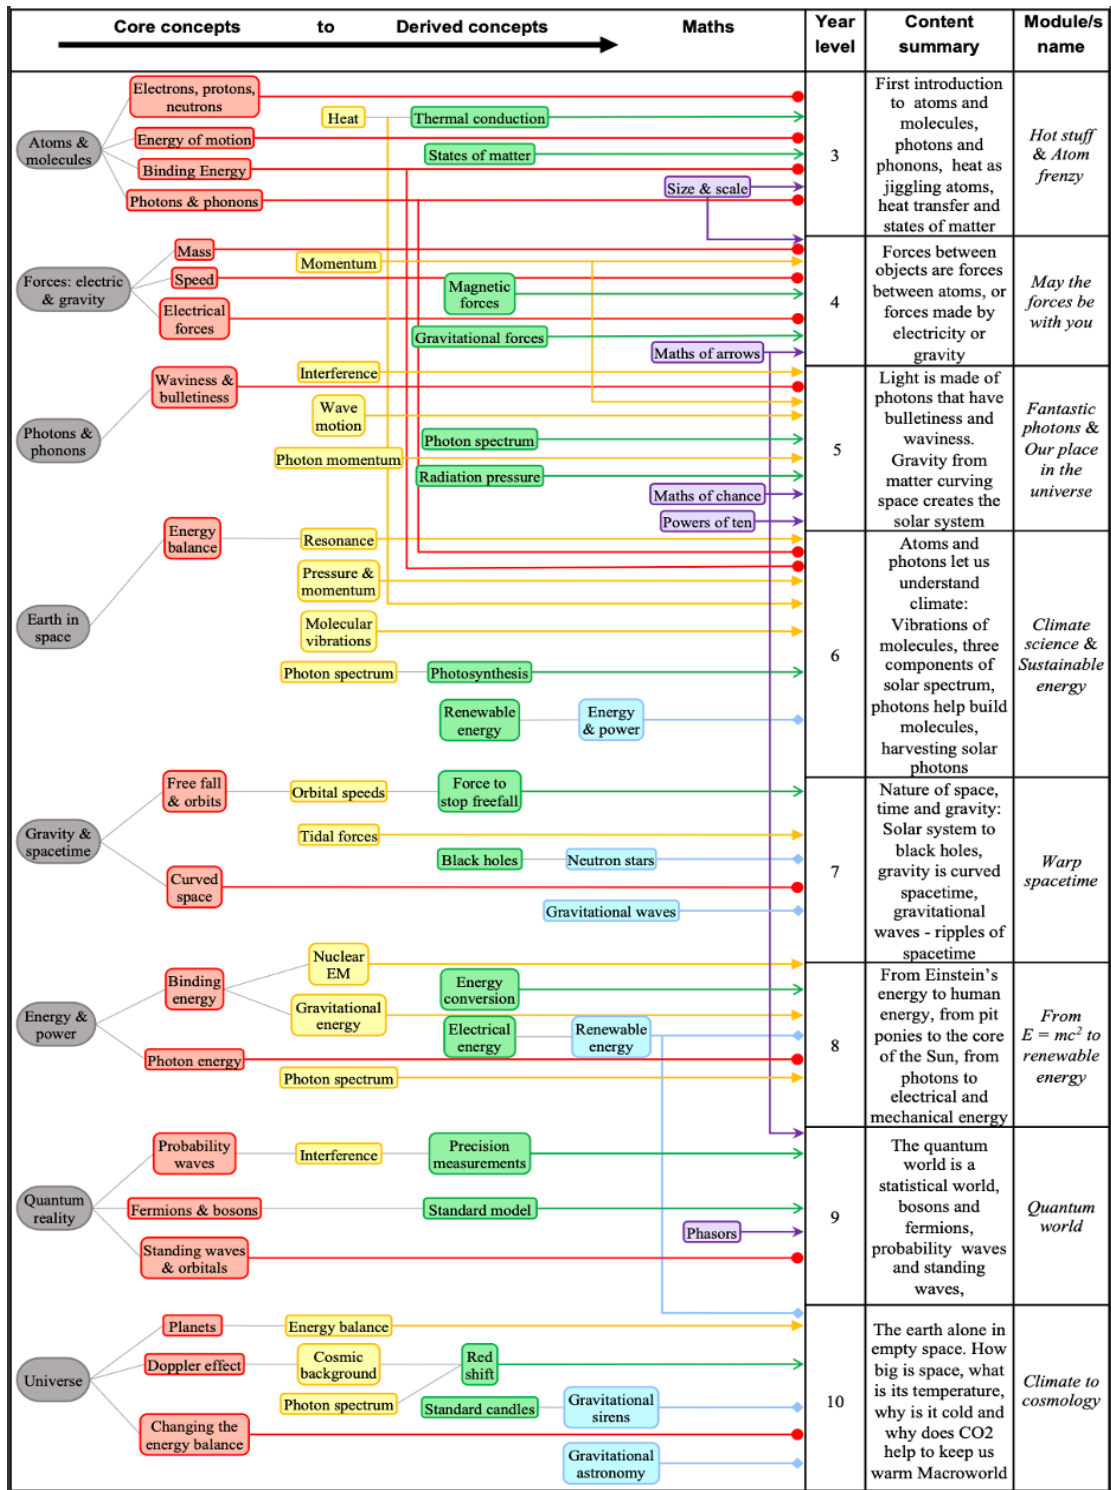 Core concepts to Derived concepts Maths
Year
level
Content
summary
Module/s
name
Atoms &
molecules
Electrons, protons,
neutrons
Energy of motion
Binding Energy
Photons & phonons
Heat
Thermal conduction
States of matter
Size & scale
3
First introduction
to atoms and
molecules,
photons and
phonons, heat as
jiggling atoms,
heat transfer and
states of matter
Hot stuff
& Atom
frenzy
Forces: electric
& gravity
Mass
Speed
Electrical
forces
Momentum
Magnetic
forces
Gravitational forces
Maths of arrows
4
Forces between
objects are forces
between atoms, or
forces made by
electricity or
gravity
May the
forces be
with you
Photons &
phonons
Waviness &
bulletiness
Interference
Wave
motion
Photon spectrum
Photon momentum
Radiation pressure
Maths of chance
Powers of ten
5
Light is made of
photons that have
bulletiness and
waviness.
Gravity from
matter curving
space creates the
solar system
Fantastic
photons &
Our place
in the
universe
Earth in
space
Energy
balance
Resonance
Pressure &
momentum
Molecular
vibrations
Photon spectrum
Photosynthesis
Renewable
energy
Energy
& power
6
Atoms and
photons let us
understand
climate:
Vibrations of
molecules, three
components of
solar spectrum,
photons help build
molecules,
harvesting solar
photons
Climate
science &
Sustainable
energy
Gravity &
spacetime
Free fall
& orbits
Curved
space
Orbital speeds
Force to
stop freefall
Tidal forces
Black holes
Neutron stars
Gravitational waves
7
Nature of space,
time and gravity:
Solar system to
black holes,
gravity is curved
spacetime,
gravitational
waves - ripples of
spacetime
Warp
spacetime
Energy &
power
Binding
energy
Photon energy
Nuclear
EM
Gravitational
energy
Energy
conversion
Electrical
energy
Renewable
energy
Photon spectrum
8
From Einstein's
energy to human
energy, from pit
ponies to the core
of the Sun, from
photons to
electrical and
mechanical energy
From
E = mc² to
renewable
energy
Quantum
reality
Probability
waves
Fermions & bosons
Standing waves
& orbitals
Interference
Precision
measurements
Standard model
Phasors
9
The quantum
world is a
statistical world,
bosons and
fermions,
probability waves
and standing
waves,
Quantum
world
Universe
Planets
Doppler effect
Changing the
energy balance
Energy balance
Cosmic
background
Photon spectrum
Red
shift
Standard candles
Gravitational
sirens
Gravitational
astronomy
10
The earth alone in
empty space. How
big is space, what
is its temperature,
why is it cold and
why does CO2
help to keep us
warm Macroworld
Climate to
cosmology